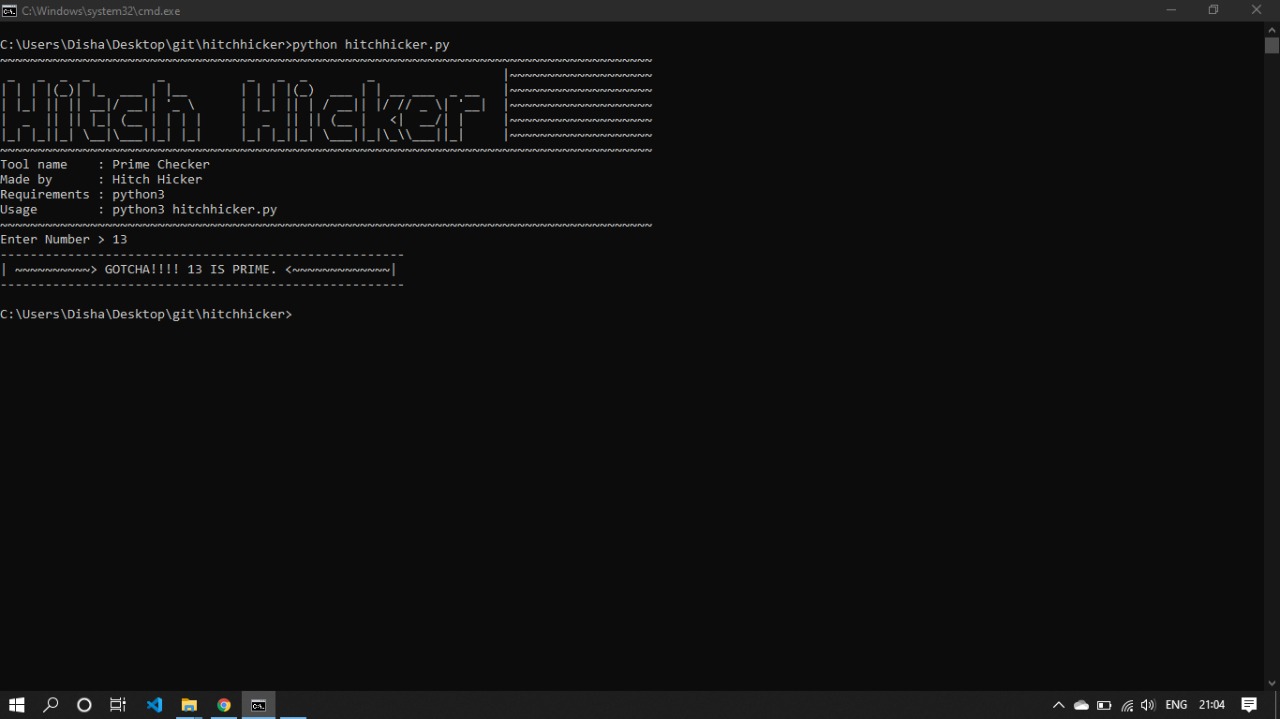 C:\Windows\system32\cmd.exe
C:\Users\Disha\Desktop\git\hitchhicker>python hitchhicker.py
Hitch Hicker
Tool name    : Prime Checker
Made by      : Hitch Hicker
Requirements : python3
Usage        : python3 hitchhicker.py
Enter Number > 13
| ~~~~~~~~~~> GOTCHA!!!! 13 IS PRIME. <~~~~~~~~~~~~~|
C:\Users\Disha\Desktop\git\hitchhicker>
ENG 21:04